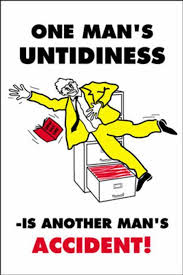 ONE MAN'S
UNTIDINESS
-IS ANOTHER MAN'S
ACCIDENT!